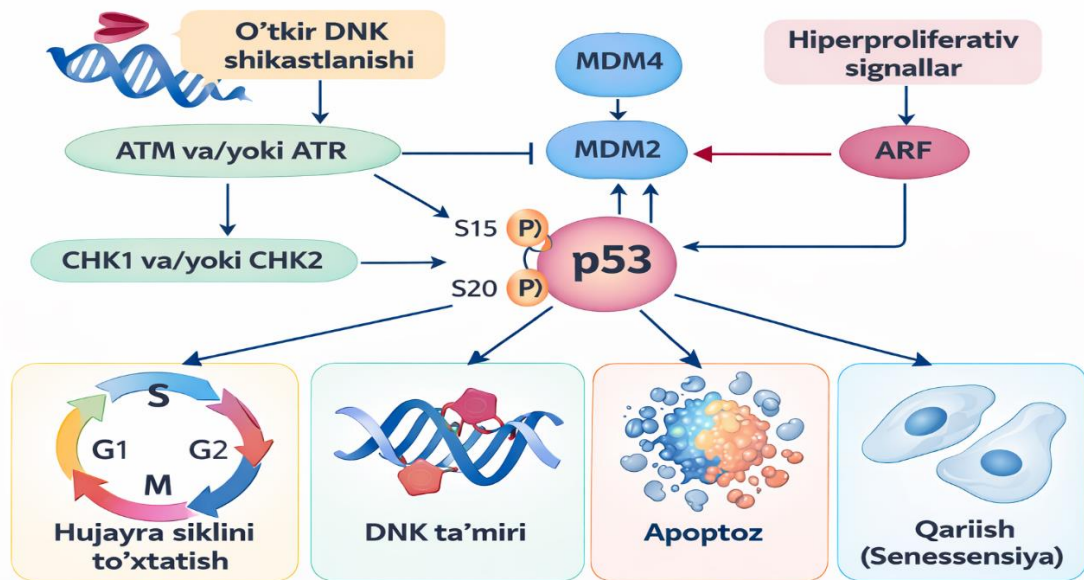 O'tkir DNK
shikastlanishi
MDM4
Hiperproliferativ
signallar
ATM va/yoki ATR
MDM2
ARF
S15 P)
p53
CHK1 va/yoki CHK2
S20 P)
S
G1 G2
M
Hujayra siklini
to'xtatish
DNK ta'miri
Apoptoz
Qariish
(Senessensiya)